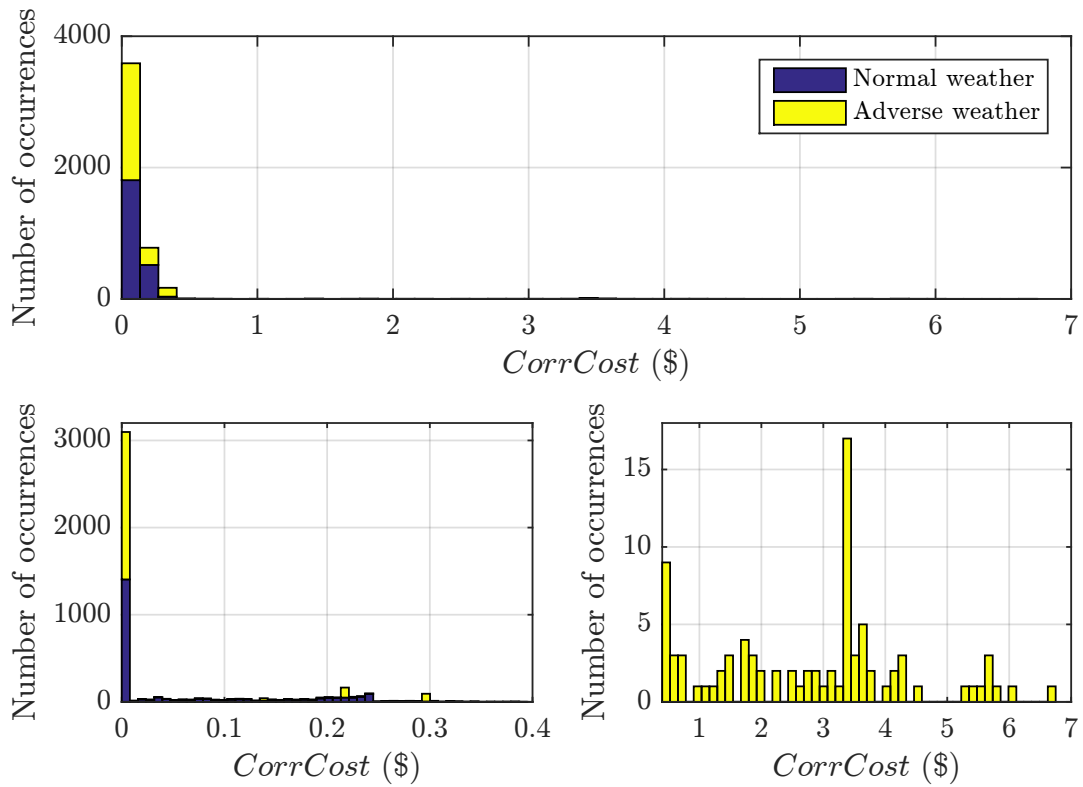 Number of occurrences
4000
2000
0
0 1 2 3 4 5 6 7
CorrCost ($)
Normal weather
Adverse weather
Number of occurrences
3000
2000
1000
0
0 0.1 0.2 0.3 0.4
CorrCost ($)
Number of occurrences
15
10
5
0
1 2 3 4 5 6 7
CorrCost ($)